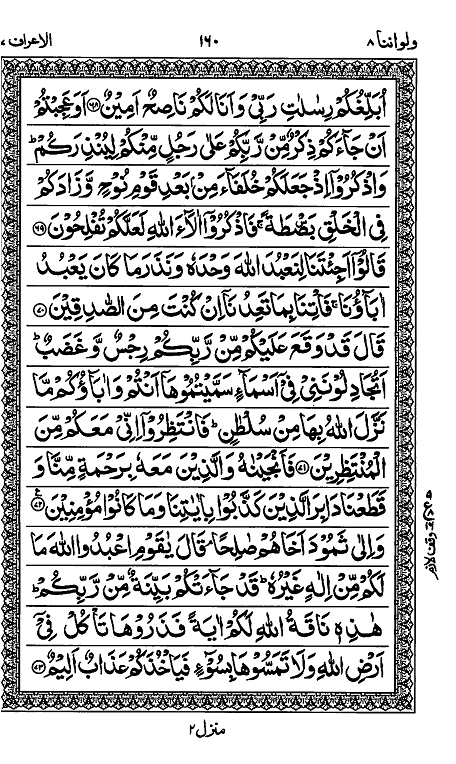 ولواننا ٨ ١٦٠ الاعراف ٧
اُبَلِّغُكُمْ رِسٰلٰتِ رَبِّيْ وَاَنَا لَكُمْ نَاصِحٌ اَمِيْنٌ ﴿٦٨﴾ اَوَعَجِبْتُمْ
اَنْ جَآءَكُمْ ذِكْرٌ مِّنْ رَّبِّكُمْ عَلٰى رَجُلٍ مِّنْكُمْ لِيُنْذِرَكُمْ ؕ
وَاذْكُرُوْٓا اِذْ جَعَلَكُمْ خُلَفَآءَ مِنْۢ بَعْدِ قَوْمِ نُوْحٍ وَّزَادَكُمْ
فِي الْخَلْقِ بَصْۜطَةً ۚ فَاذْكُرُوْٓا اٰلَآءَ اللّٰهِ لَعَلَّكُمْ تُفْلِحُوْنَ ﴿٦٩﴾
قَالُوْٓا اَجِئْتَنَا لِنَعْبُدَ اللّٰهَ وَحْدَهٗ وَنَذَرَ مَا كَانَ يَعْبُدُ
اٰبَآؤُنَا ۚ فَاْتِنَا بِمَا تَعِدُنَآ اِنْ كُنْتَ مِنَ الصّٰدِقِيْنَ ﴿٧٠﴾
قَالَ قَدْ وَقَعَ عَلَيْكُمْ مِّنْ رَّبِّكُمْ رِجْسٌ وَّغَضَبٌ ؕ
اَتُجَادِلُوْنَنِيْ فِيْٓ اَسْمَآءٍ سَمَّيْتُمُوْهَآ اَنْتُمْ وَاٰبَآؤُكُمْ مَّا
نَزَّلَ اللّٰهُ بِهَا مِنْ سُلْطٰنٍ ؕ فَانْتَظِرُوْٓا اِنِّيْ مَعَكُمْ مِّنَ
الْمُنْتَظِرِيْنَ ﴿٧١﴾ فَاَنْجَيْنٰهُ وَالَّذِيْنَ مَعَهٗ بِرَحْمَةٍ مِّنَّا وَ
قَطَعْنَا دَابِرَ الَّذِيْنَ كَذَّبُوْا بِاٰيٰتِنَا وَمَا كَانُوْا مُؤْمِنِيْنَ ﴿٧٢﴾ ع
وَاِلٰى ثَمُوْدَ اَخَاهُمْ صٰلِحًا ۘ قَالَ يٰقَوْمِ اعْبُدُوا اللّٰهَ مَا
لَكُمْ مِّنْ اِلٰهٍ غَيْرُهٗ ؕ قَدْ جَآءَتْكُمْ بَيِّنَةٌ مِّنْ رَّبِّكُمْ ؕ
هٰذِهٖ نَاقَةُ اللّٰهِ لَكُمْ اٰيَةً فَذَرُوْهَا تَاْكُلْ فِيْٓ
اَرْضِ اللّٰهِ وَلَا تَمَسُّوْهَا بِسُوْٓءٍ فَيَاْخُذَكُمْ عَذَابٌ اَلِيْمٌ ﴿٧٣﴾
وقف لازم
منزل ٢